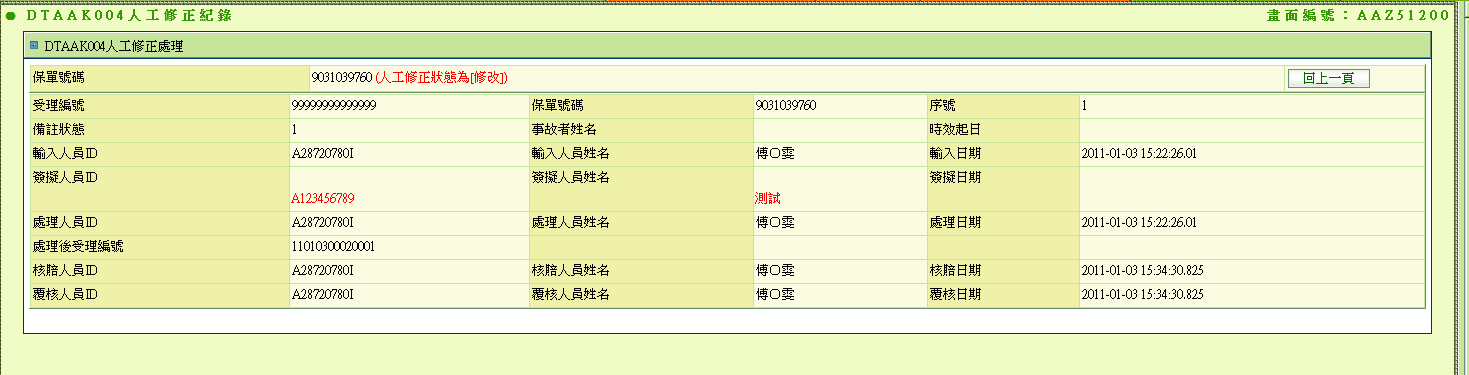 DTAAK004人工修正紀錄 畫面編號：AAZ51200
DTAAK004人工修正處理
保單號碼 9031039760 (人工修正狀態為[修改]) 回上一頁
受理編號 99999999999999 保單號碼 9031039760 序號 1
備註狀態 1 事故者姓名 時效起日
輸入人員ID A28720780I 輸入人員姓名 傅〇雯 輸入日期 2011-01-03 15:22:26.01
簽擬人員ID 簽擬人員姓名 簽擬日期
A123456789 測試
處理人員ID A28720780I 處理人員姓名 傅〇雯 處理日期 2011-01-03 15:22:26.01
處理後受理編號 11010300020001
核賠人員ID A28720780I 核賠人員姓名 傅〇雯 核賠日期 2011-01-03 15:34:30.825
覆核人員ID A28720780I 覆核人員姓名 傅〇雯 覆核日期 2011-01-03 15:34:30.825